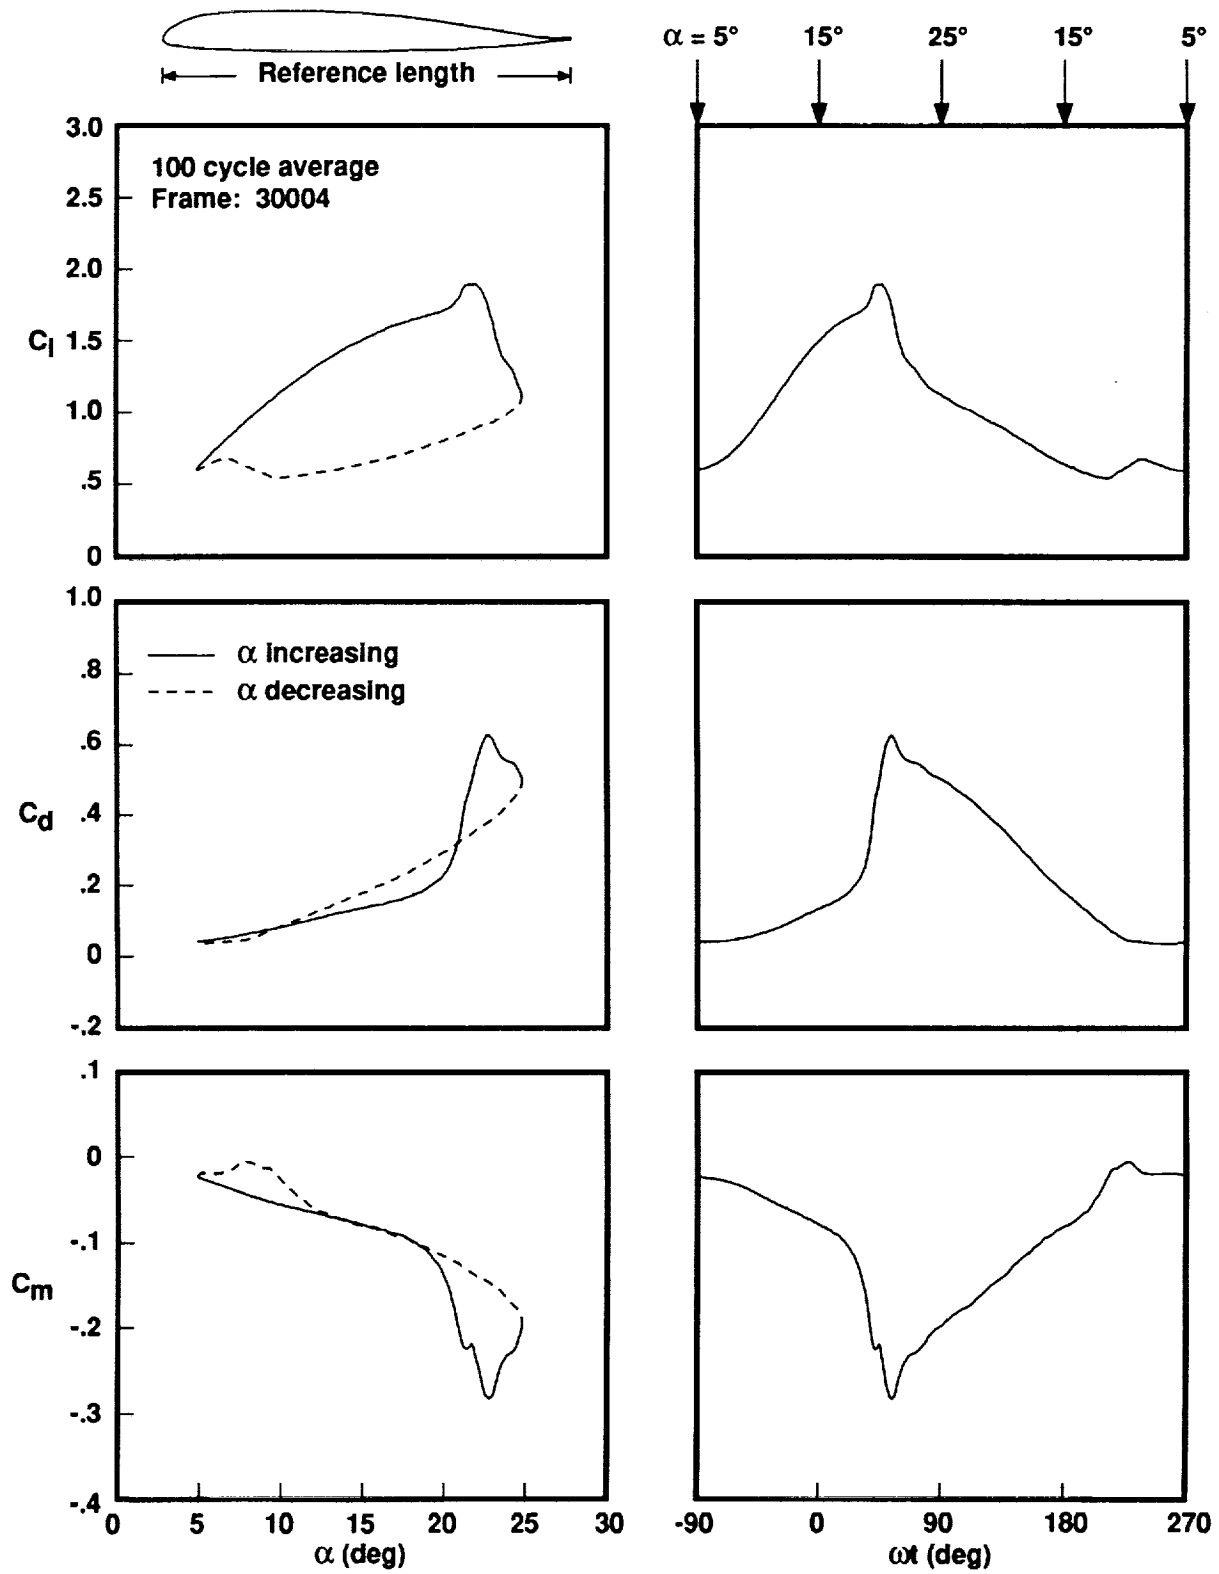 α = 5° 15° 25° 15° 5°
Reference length
3.0
100 cycle average
Frame: 30004
2.5
2.0
Cl 1.5
1.0
.5
0
1.0
α increasing
.8
α decreasing
.6
Cd .4
.2
0
-.2
.1
0
-.1
Cm
-.2
-.3
-.4
0 5 10 15 20 25 30
α (deg)
-90 0 90 180 270
ωt (deg)